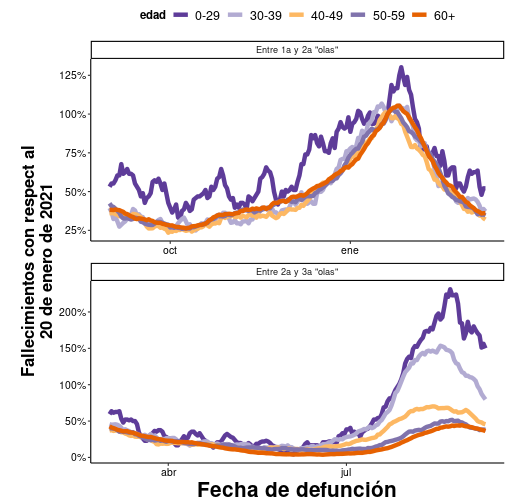 edad 0-29 30-39 40-49 50-59 60+
Entre 1a y 2a "olas"
125%
100%
75%
50%
25%
oct ene
Fallecimientos con respect al
20 de enero de 2021
Entre 2a y 3a "olas"
200%
150%
100%
50%
0%
abr jul
Fecha de defunción